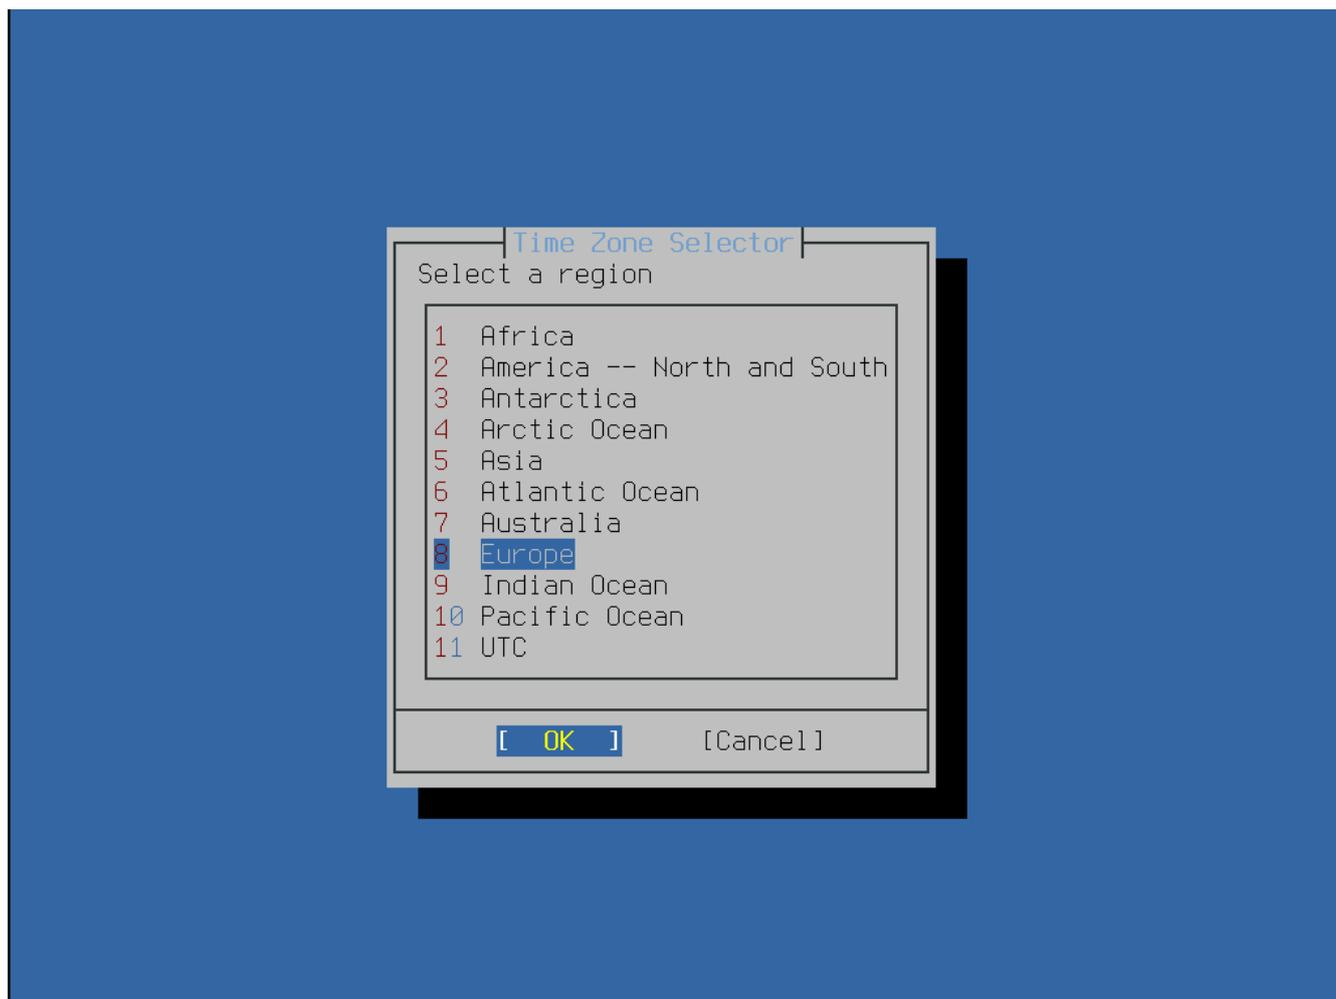 Time Zone Selector
Select a region
1 Africa
2 America -- North and South
3 Antarctica
4 Arctic Ocean
5 Asia
6 Atlantic Ocean
7 Australia
8 Europe
9 Indian Ocean
10 Pacific Ocean
11 UTC
[ OK ] [Cancel]